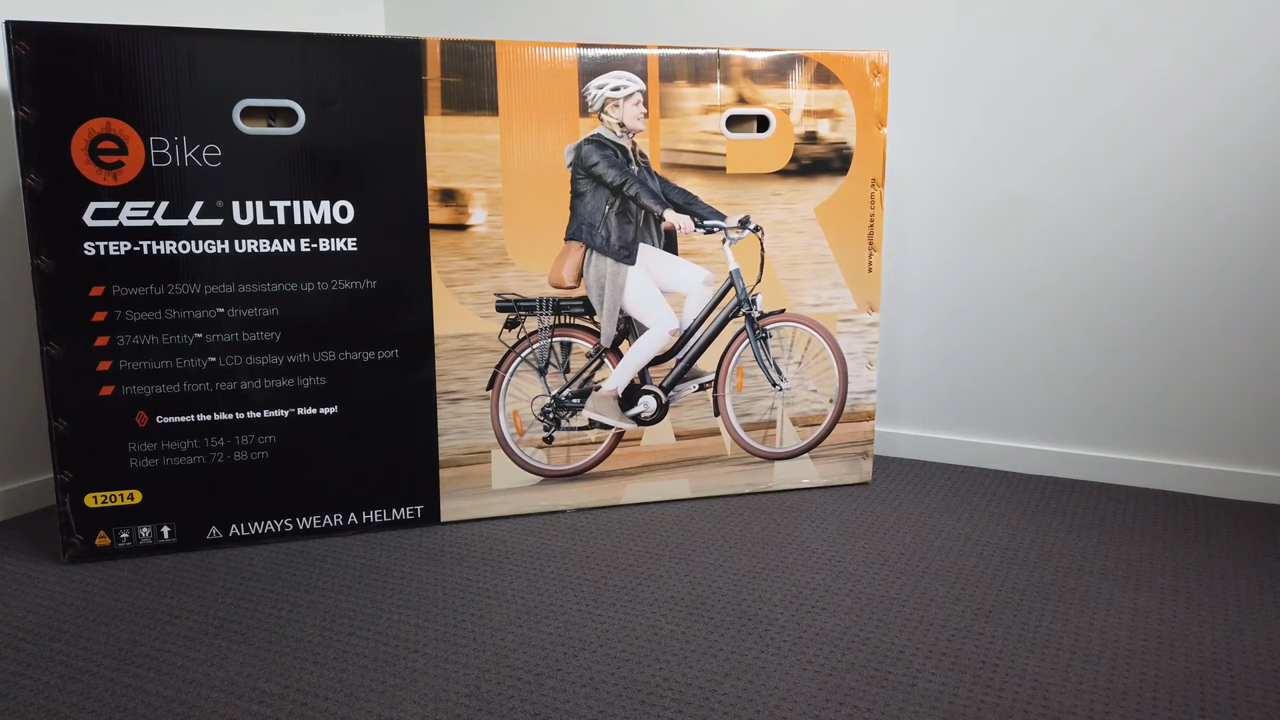 e Bike
CELL® ULTIMO
STEP-THROUGH URBAN E-BIKE
Powerful 250W pedal assistance up to 25km/hr
7 Speed Shimano™ drivetrain
374Wh Entity™ smart battery
Premium Entity™ LCD display with USB charge port
Integrated front, rear and brake lights
Connect the bike to the Entity™ Ride app!
Rider Height: 154 - 187 cm
Rider Inseam: 72 - 88 cm
12014
ALWAYS WEAR A HELMET
UR
www.cellbikes.com.au